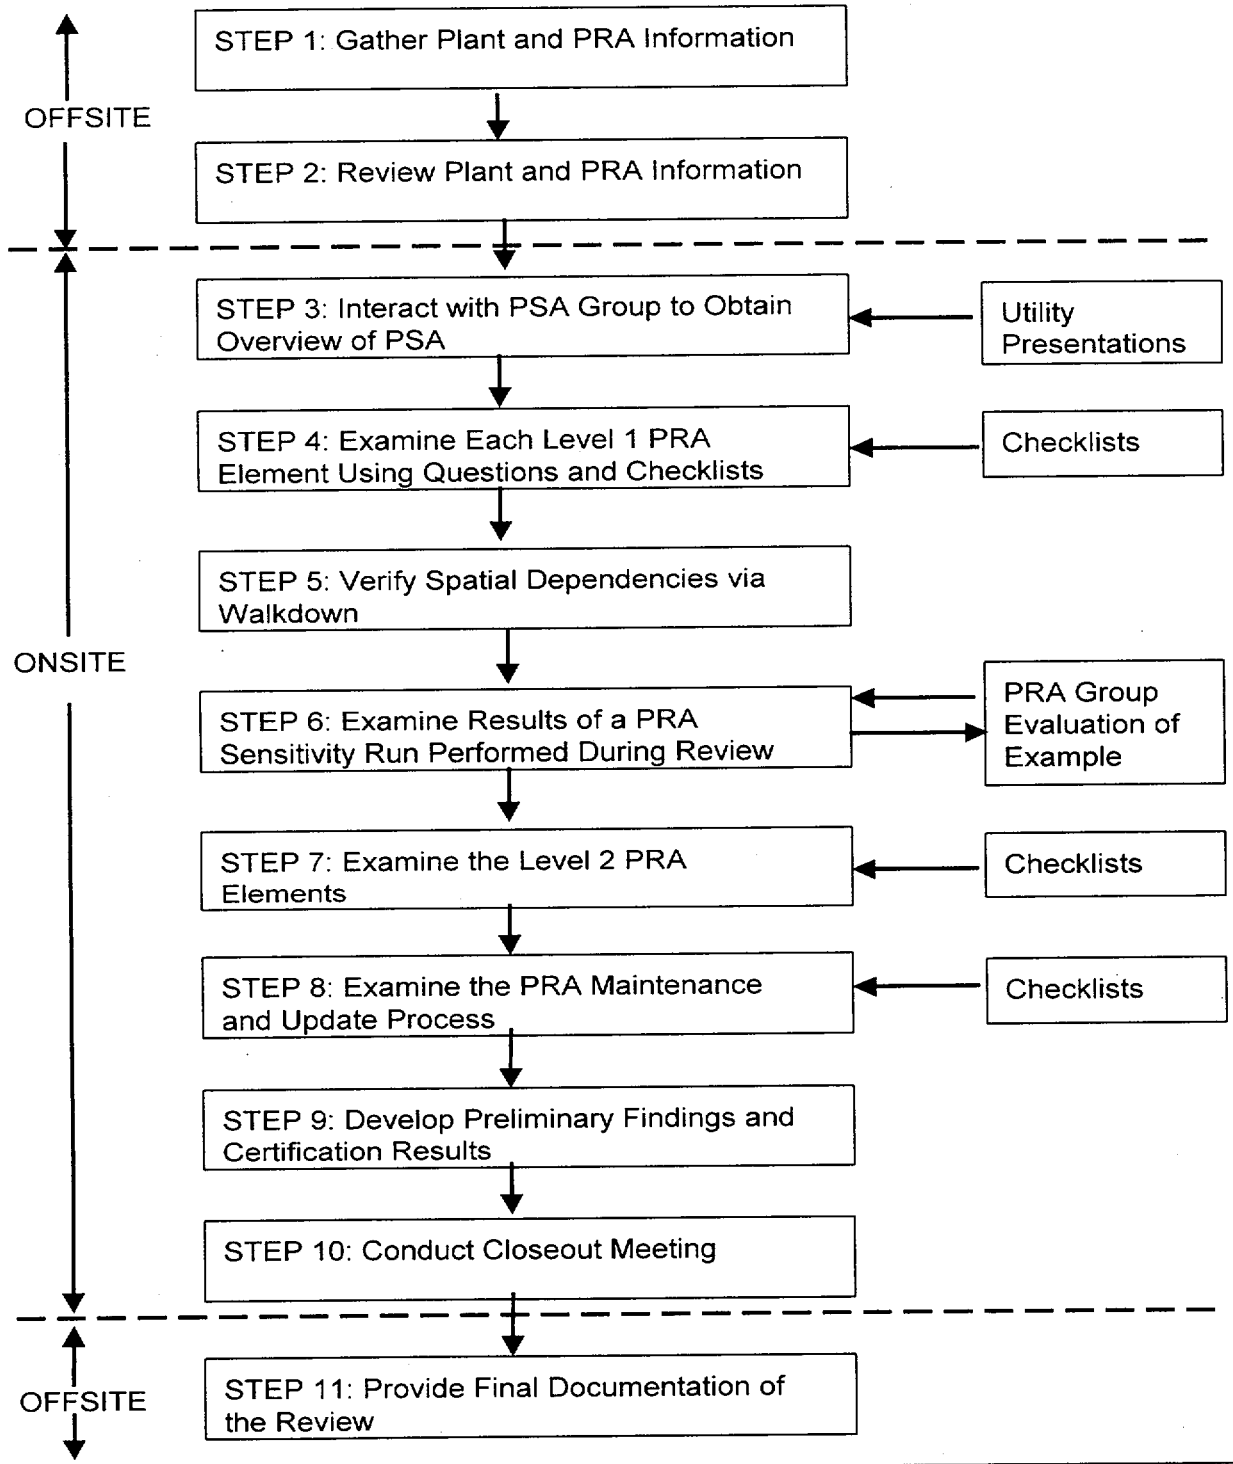 STEP 1: Gather Plant and PRA Information
OFFSITE
STEP 2: Review Plant and PRA Information
STEP 3: Interact with PSA Group to Obtain
Overview of PSA
Utility
Presentations
STEP 4: Examine Each Level 1 PRA
Element Using Questions and Checklists
Checklists
STEP 5: Verify Spatial Dependencies via
Walkdown
ONSITE
STEP 6: Examine Results of a PRA
Sensitivity Run Performed During Review
PRA Group
Evaluation of
Example
STEP 7: Examine the Level 2 PRA
Elements
Checklists
STEP 8: Examine the PRA Maintenance
and Update Process
Checklists
STEP 9: Develop Preliminary Findings and
Certification Results
STEP 10: Conduct Closeout Meeting
STEP 11: Provide Final Documentation of
the Review
OFFSITE